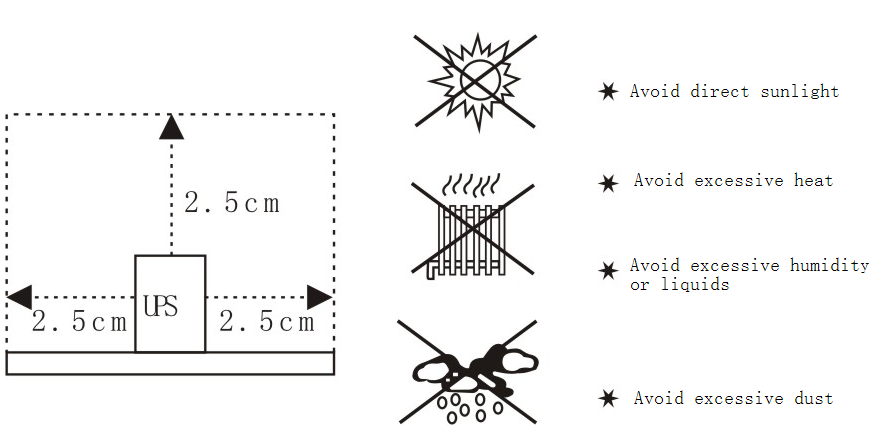 2.5cm
UPS
2.5cm
2.5cm
Avoid direct sunlight
Avoid excessive heat
Avoid excessive humidity
or liquids
Avoid excessive dust